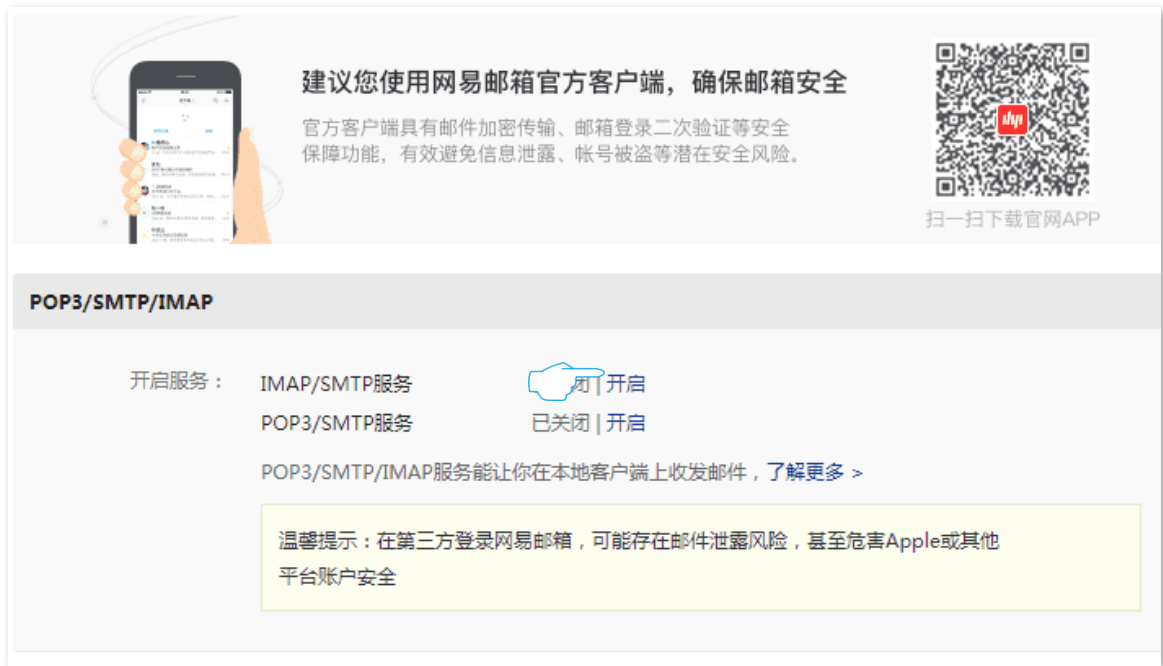 建议您使用网易邮箱官方客户端，确保邮箱安全
官方客户端具有邮件加密传输、邮箱登录二次验证等安全
保障功能，有效避免信息泄露、帐号被盗等潜在安全风险。
扫一扫下载官网APP
POP3/SMTP/IMAP
开启服务：
IMAP/SMTP服务 闭 | 开启
POP3/SMTP服务 已关闭 | 开启
POP3/SMTP/IMAP服务能让你在本地客户端上收发邮件，了解更多 >
温馨提示：在第三方登录网易邮箱，可能存在邮件泄露风险，甚至危害Apple或其他
平台账户安全